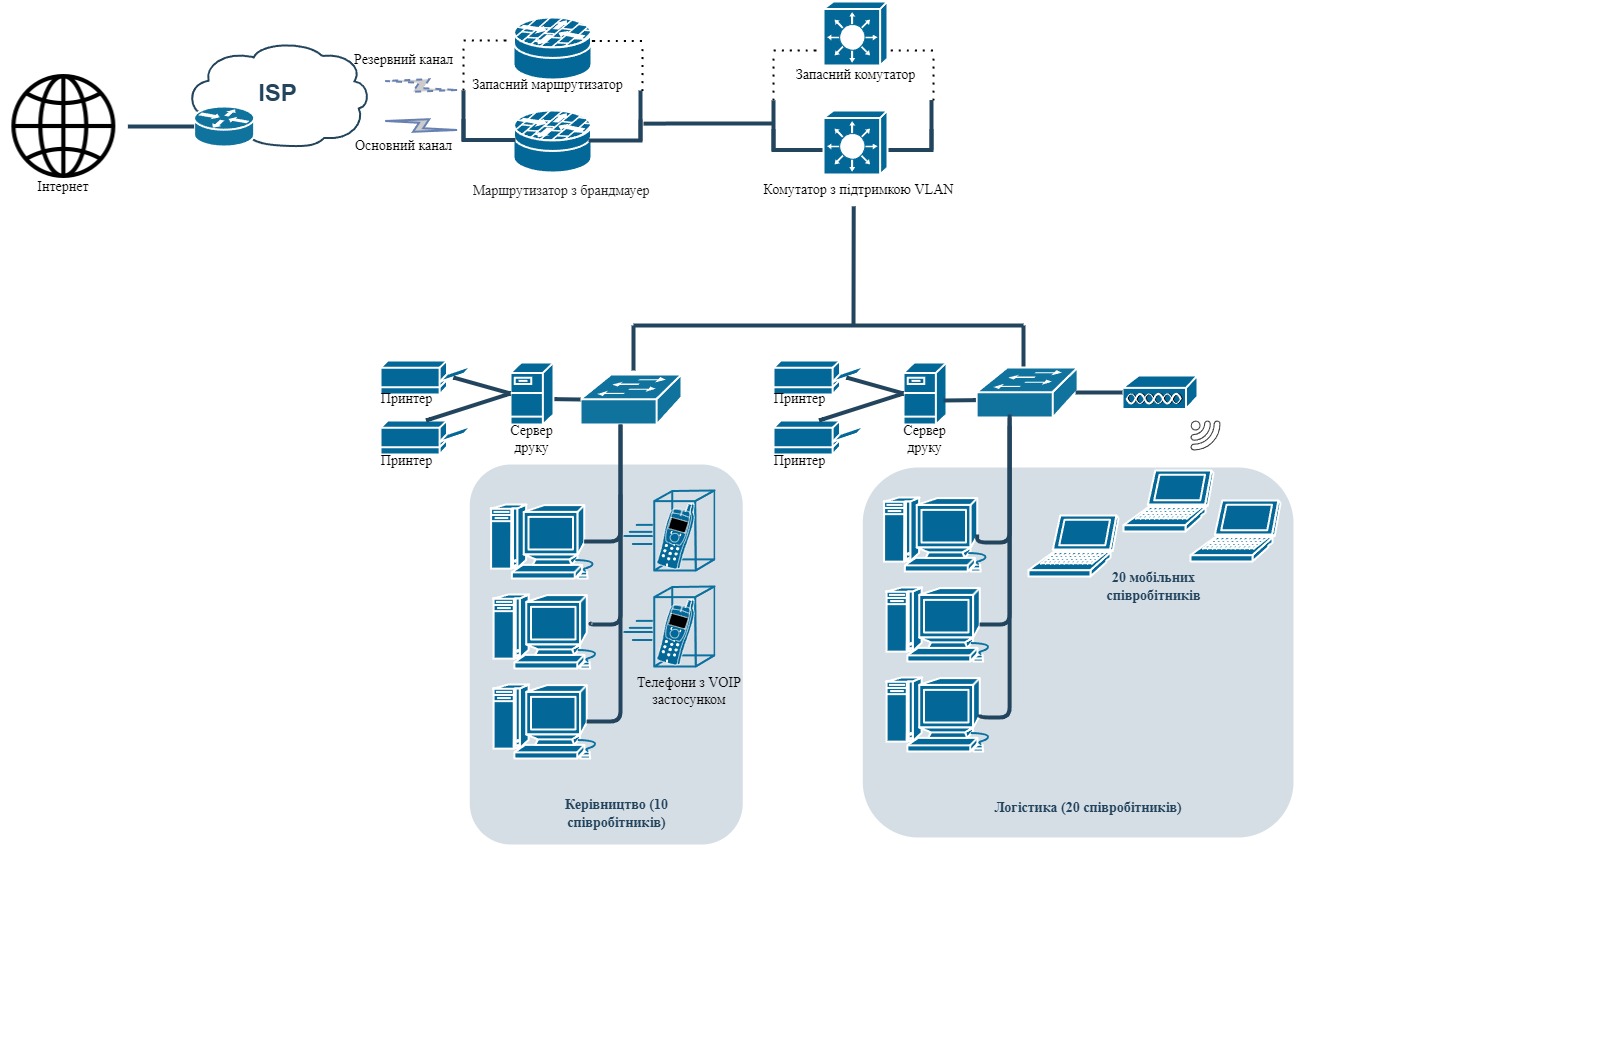 Резервний канал
ISP
Запасний маршрутизатор
Запасний комутатор
Основний канал
Інтернет
Маршрутизатор з брандмауер
Комутатор з підтримкою VLAN
Принтер
Принтер
Сервер
друку
Принтер
Принтер
Сервер
друку
20 мобільних
співробітників
Телефони з VOIP
застосунком
Керівництво (10
співробітників)
Логістика (20 співробітників)